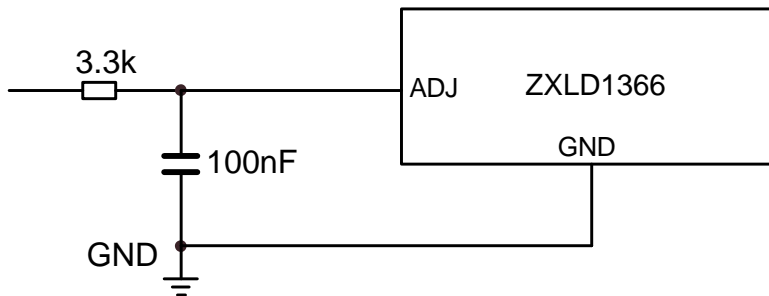 3.3k
ADJ
ZXLD1366
GND
100nF
GND